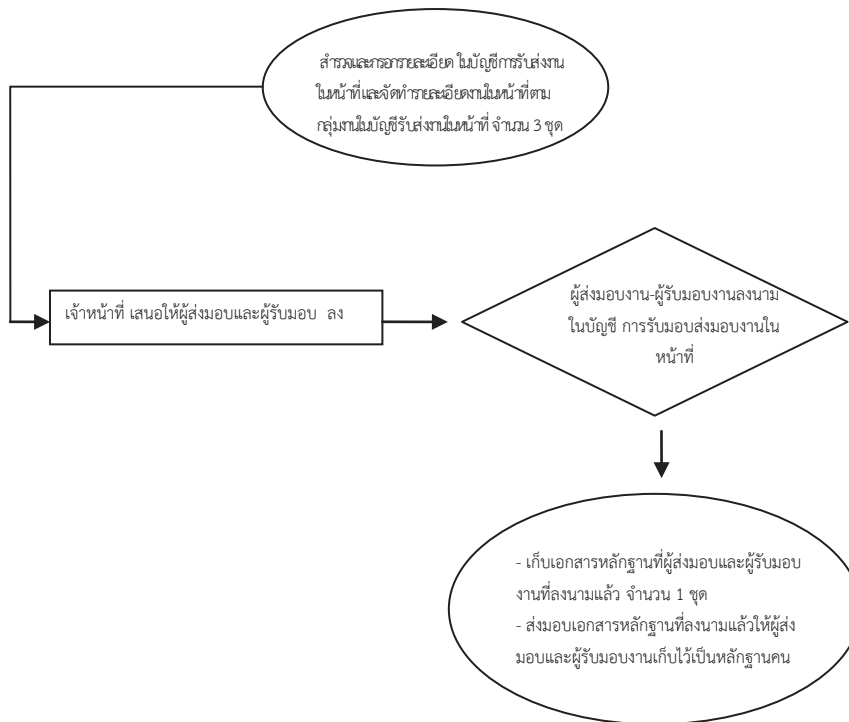 สำรวจและกรอกรายละเอียด ในบัญชีการรับส่งงาน
ในหน้าที่และจัดทำรายละเอียดงานในหน้าที่ตาม
กลุ่มงานในบัญชีรับส่งงานในหน้าที่ จำนวน 3 ชุด
เจ้าหน้าที่ เสนอให้ผู้ส่งมอบและผู้รับมอบ ลง
ผู้ส่งมอบงาน-ผู้รับมอบงานลงนาม
ในบัญชี การรับมอบส่งมอบงานใน
หน้าที่
- เก็บเอกสารหลักฐานที่ผู้ส่งมอบและผู้รับมอบ
งานที่ลงนามแล้ว จำนวน 1 ชุด
- ส่งมอบเอกสารหลักฐานที่ลงนามแล้วให้ผู้ส่ง
มอบและผู้รับมอบงานเก็บไว้เป็นหลักฐานคน